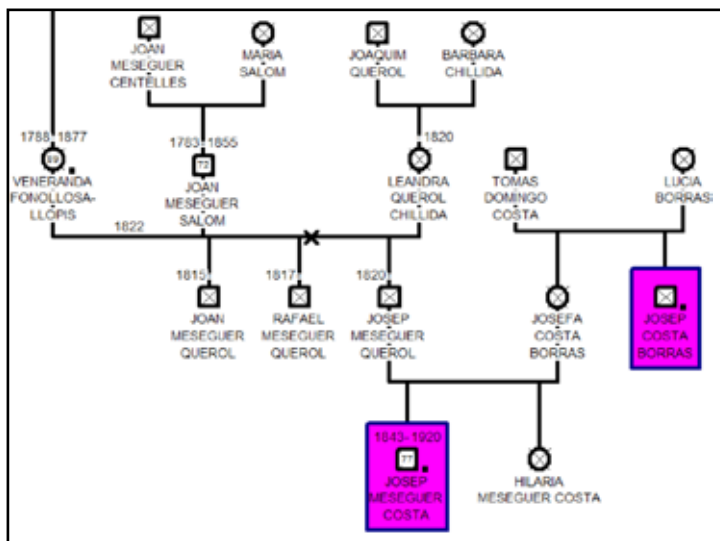 JOAN
MESEGUER
CENTELLES
MARIA
SALOM
JOAQUIM
QUEROL
BARBARA
CHILLIDA
1788-1877
89
VENERANDA
FONOLLOSA-
LLOPIS
1783-1855
72
JOAN
MESEGUER
SALOM
1820
LEANDRA
QUEROL
CHILLIDA
TOMAS
DOMINGO
COSTA
LUCIA
BORRAS
1822
1815
JOAN
MESEGUER
QUEROL
1817
RAFAEL
MESEGUER
QUEROL
1820
JOSEP
MESEGUER
QUEROL
JOSEFA
COSTA
BORRAS
JOSEP
COSTA
BORRAS
1843-1920
77
JOSEP
MESEGUER
COSTA
HILARIA
MESEGUER COSTA